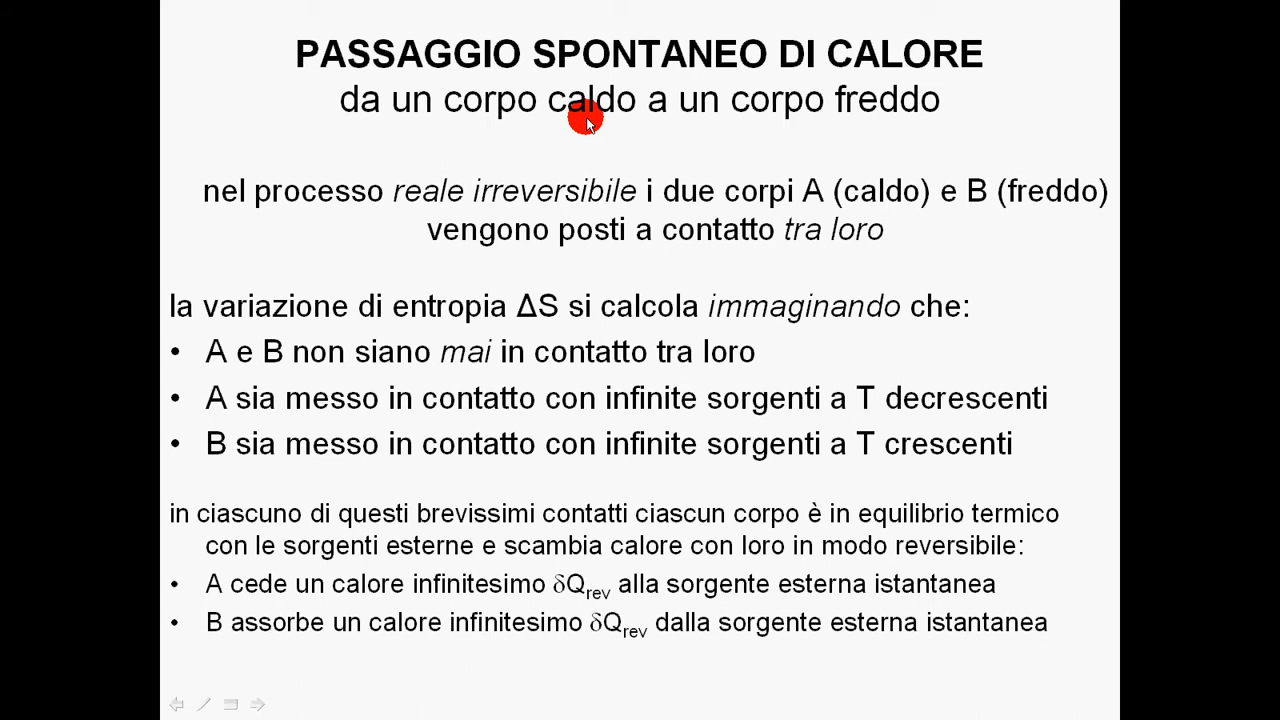 PASSAGGIO SPONTANEO DI CALORE
da un corpo caldo a un corpo freddo
nel processo reale irreversibile i due corpi A (caldo) e B (freddo)
vengono posti a contatto tra loro
la variazione di entropia ΔS si calcola immaginando che:
• A e B non siano mai in contatto tra loro
• A sia messo in contatto con infinite sorgenti a T decrescenti
• B sia messo in contatto con infinite sorgenti a T crescenti
in ciascuno di questi brevissimi contatti ciascun corpo è in equilibrio termico
con le sorgenti esterne e scambia calore con loro in modo reversibile:
• A cede un calore infinitesimo δQrev alla sorgente esterna istantanea
• B assorbe un calore infinitesimo δQrev dalla sorgente esterna istantanea